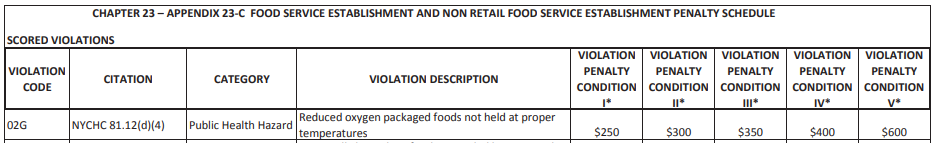 CHAPTER 23 – APPENDIX 23-C FOOD SERVICE ESTABLISHMENT AND NON RETAIL FOOD SERVICE ESTABLISHMENT PENALTY SCHEDULE
SCORED VIOLATIONS
VIOLATION CODE CITATION CATEGORY VIOLATION DESCRIPTION VIOLATION PENALTY CONDITION I* VIOLATION PENALTY CONDITION II* VIOLATION PENALTY CONDITION III* VIOLATION PENALTY CONDITION IV* VIOLATION PENALTY CONDITION V*
02G NYCHC 81.12(d)(4) Public Health Hazard Reduced oxygen packaged foods not held at proper temperatures $250 $300 $350 $400 $600